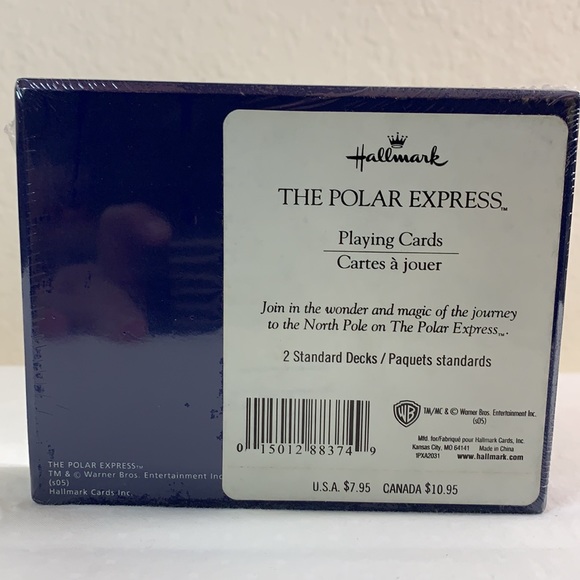 Hallmark
THE POLAR EXPRESS™
Playing Cards
Cartes à jouer
Join in the wonder and magic of the journey
to the North Pole on The Polar Express™.
2 Standard Decks / Paquets standards
0 15012 88374 9
WB
TM/MC & © Warner Bros. Entertainment Inc.
(s05)
Mfd. for/Fabriqué pour Hallmark Cards, Inc.
Kansas City, MO 64141 Made in China
1PXA2031 www.hallmark.com
U.S.A. $7.95 CANADA $10.95
THE POLAR EXPRESS™
TM & © Warner Bros. Entertainment Inc
(s05)
Hallmark Cards Inc.